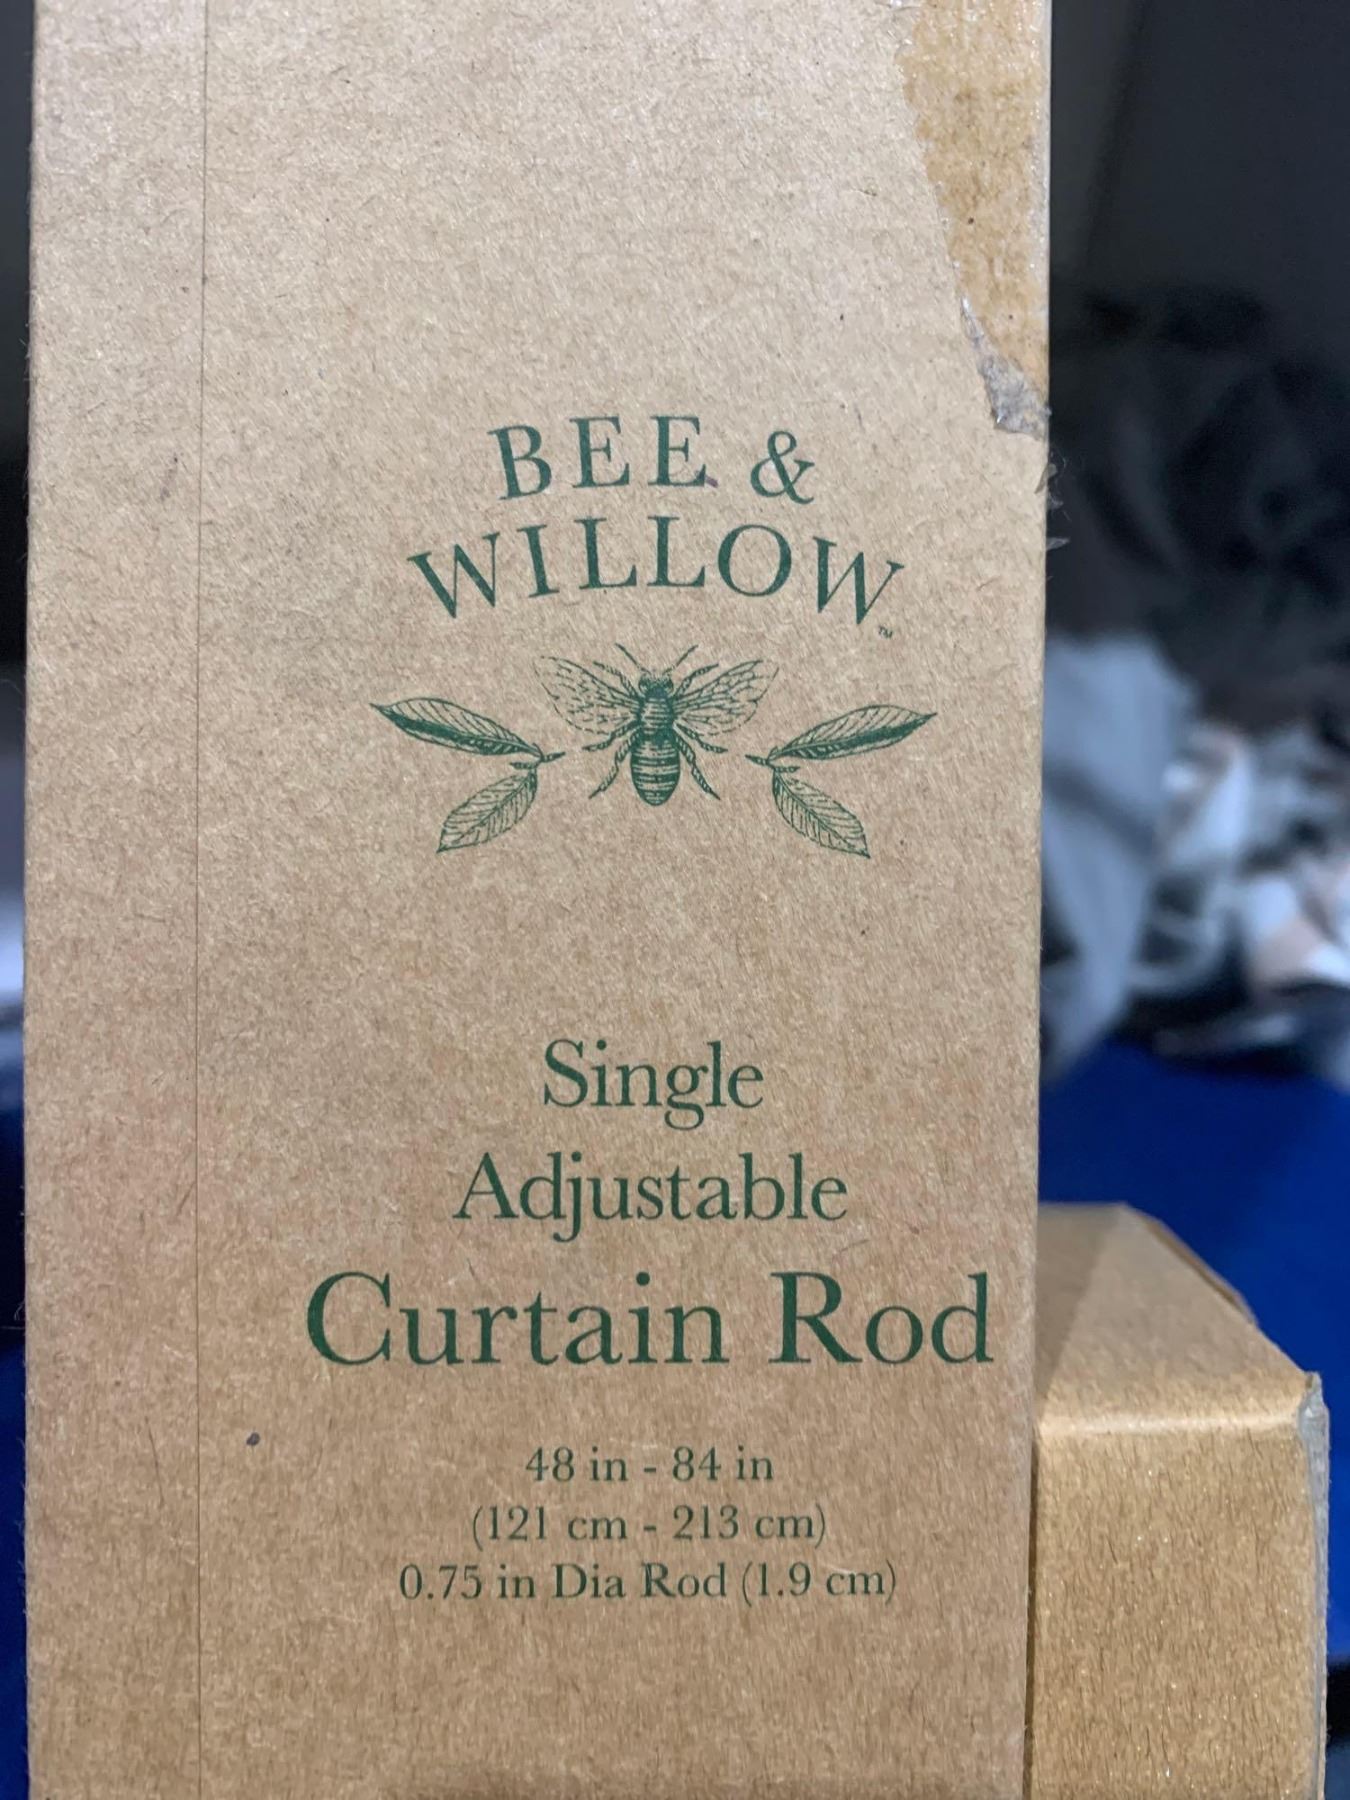 BEE &
WILLOW™
Single
Adjustable
Curtain Rod
48 in - 84 in
(121 cm - 213 cm)
0.75 in Dia Rod (1.9 cm)